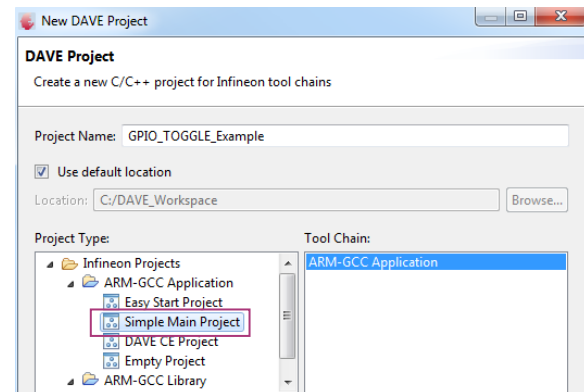 New DAVE Project
DAVE Project
Create a new C/C++ project for Infineon tool chains
Project Name: GPIO_TOGGLE_Example
Use default location
Location: C:/DAVE_Workspace Browse...
Project Type: Tool Chain:
Infineon Projects ARM-GCC Application
ARM-GCC Application
Easy Start Project
Simple Main Project
DAVE CE Project
Empty Project
ARM-GCC Library